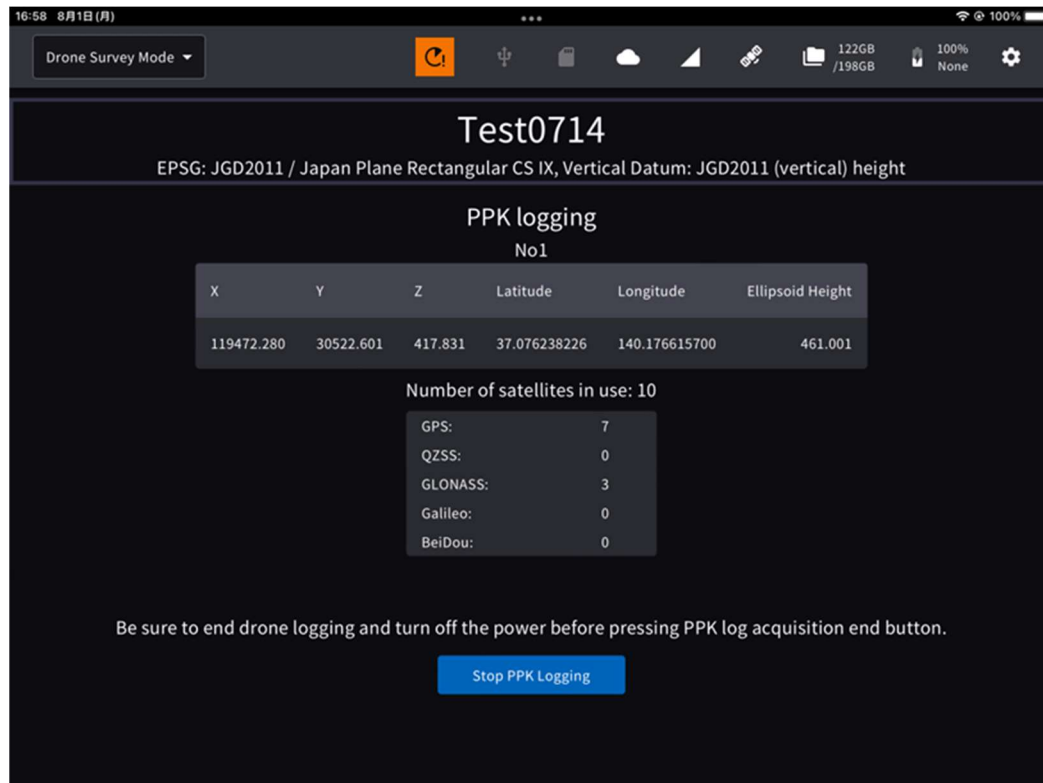 16:58 8月1日(月)
100%
Drone Survey Mode
122GB
/198GB
100%
None
Test0714
EPSG: JGD2011 / Japan Plane Rectangular CS IX, Vertical Datum: JGD2011 (vertical) height
PPK logging
No1
X Y Z Latitude Longitude Ellipsoid Height
119472.280 30522.601 417.831 37.076238226 140.176615700 461.001
Number of satellites in use: 10
GPS: 7
QZSS: 0
GLONASS: 3
Galileo: 0
BeiDou: 0
Be sure to end drone logging and turn off the power before pressing PPK log acquisition end button.
Stop PPK Logging